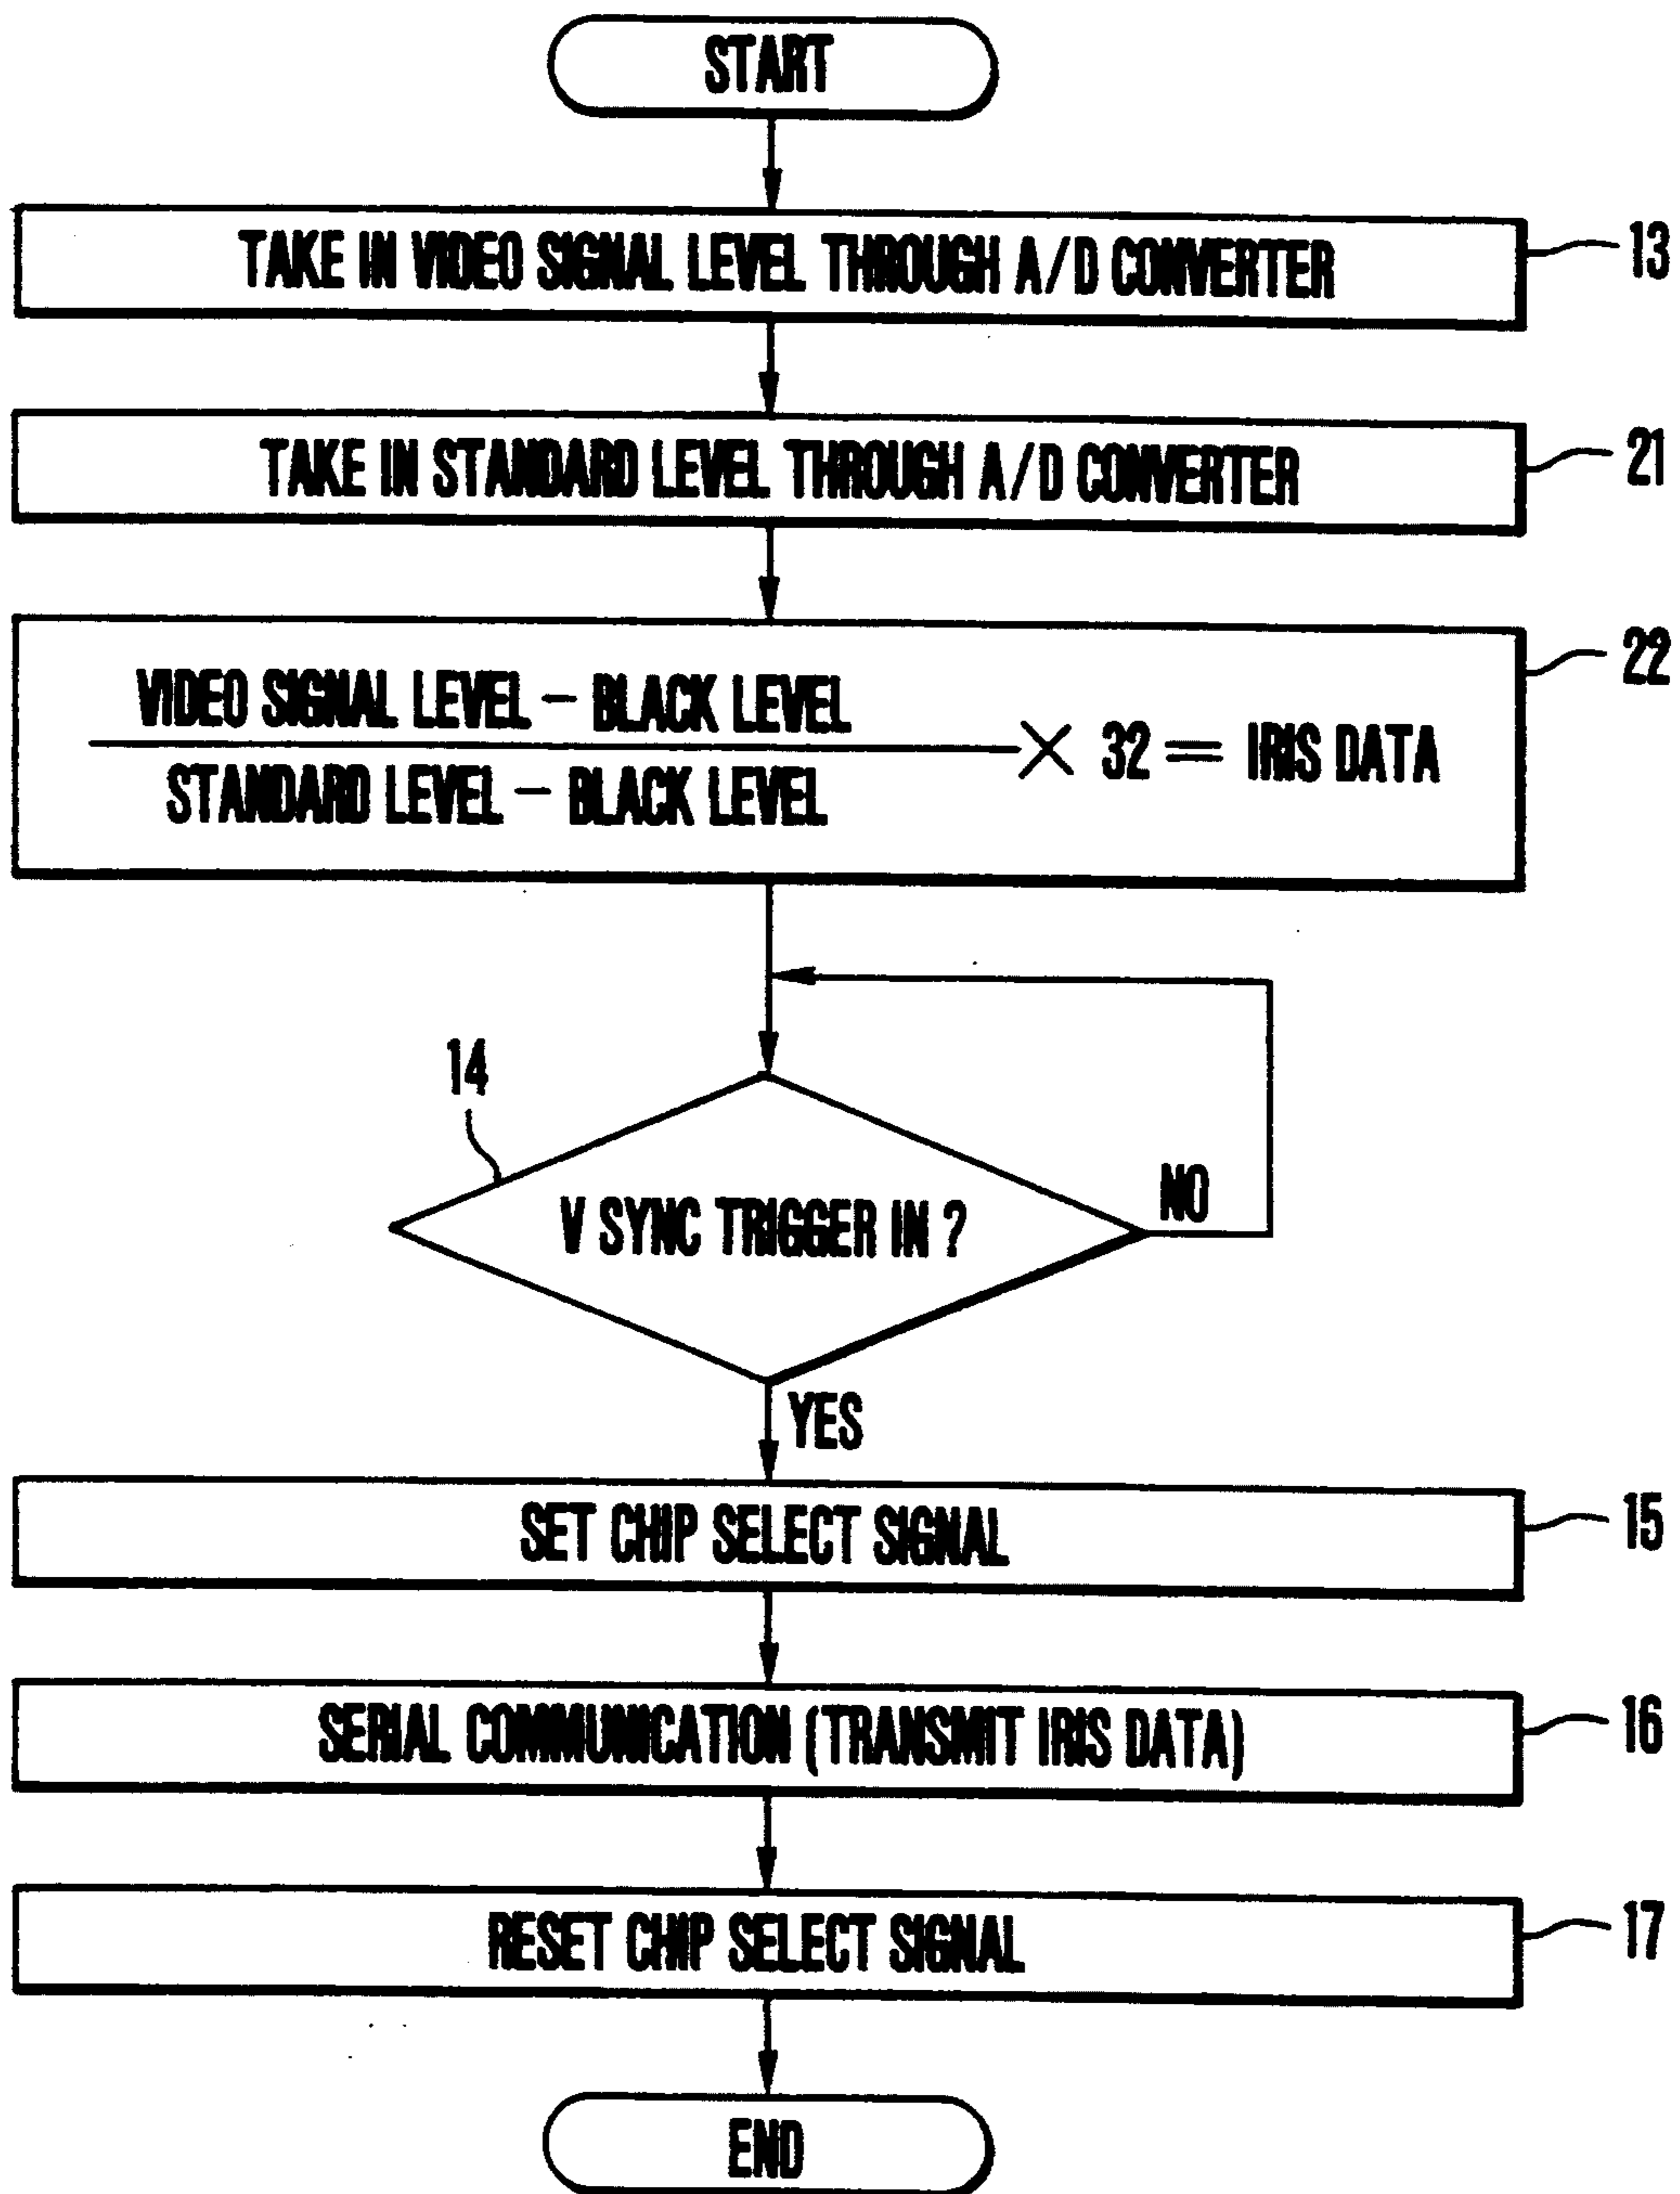 START
TAKE IN VIDEO SIGNAL LEVEL THROUGH A/D CONVERTER
13
TAKE IN STANDARD LEVEL THROUGH A/D CONVERTER
21
22
VIDEO SIGNAL LEVEL – BLACK LEVEL
STANDARD LEVEL – BLACK LEVEL
× 32 = IRIS DATA
14
V SYNC TRIGGER IN ?
NO
YES
SET CHIP SELECT SIGNAL
15
SERIAL COMMUNICATION (TRANSMIT IRIS DATA)
16
RESET CHIP SELECT SIGNAL
17
END